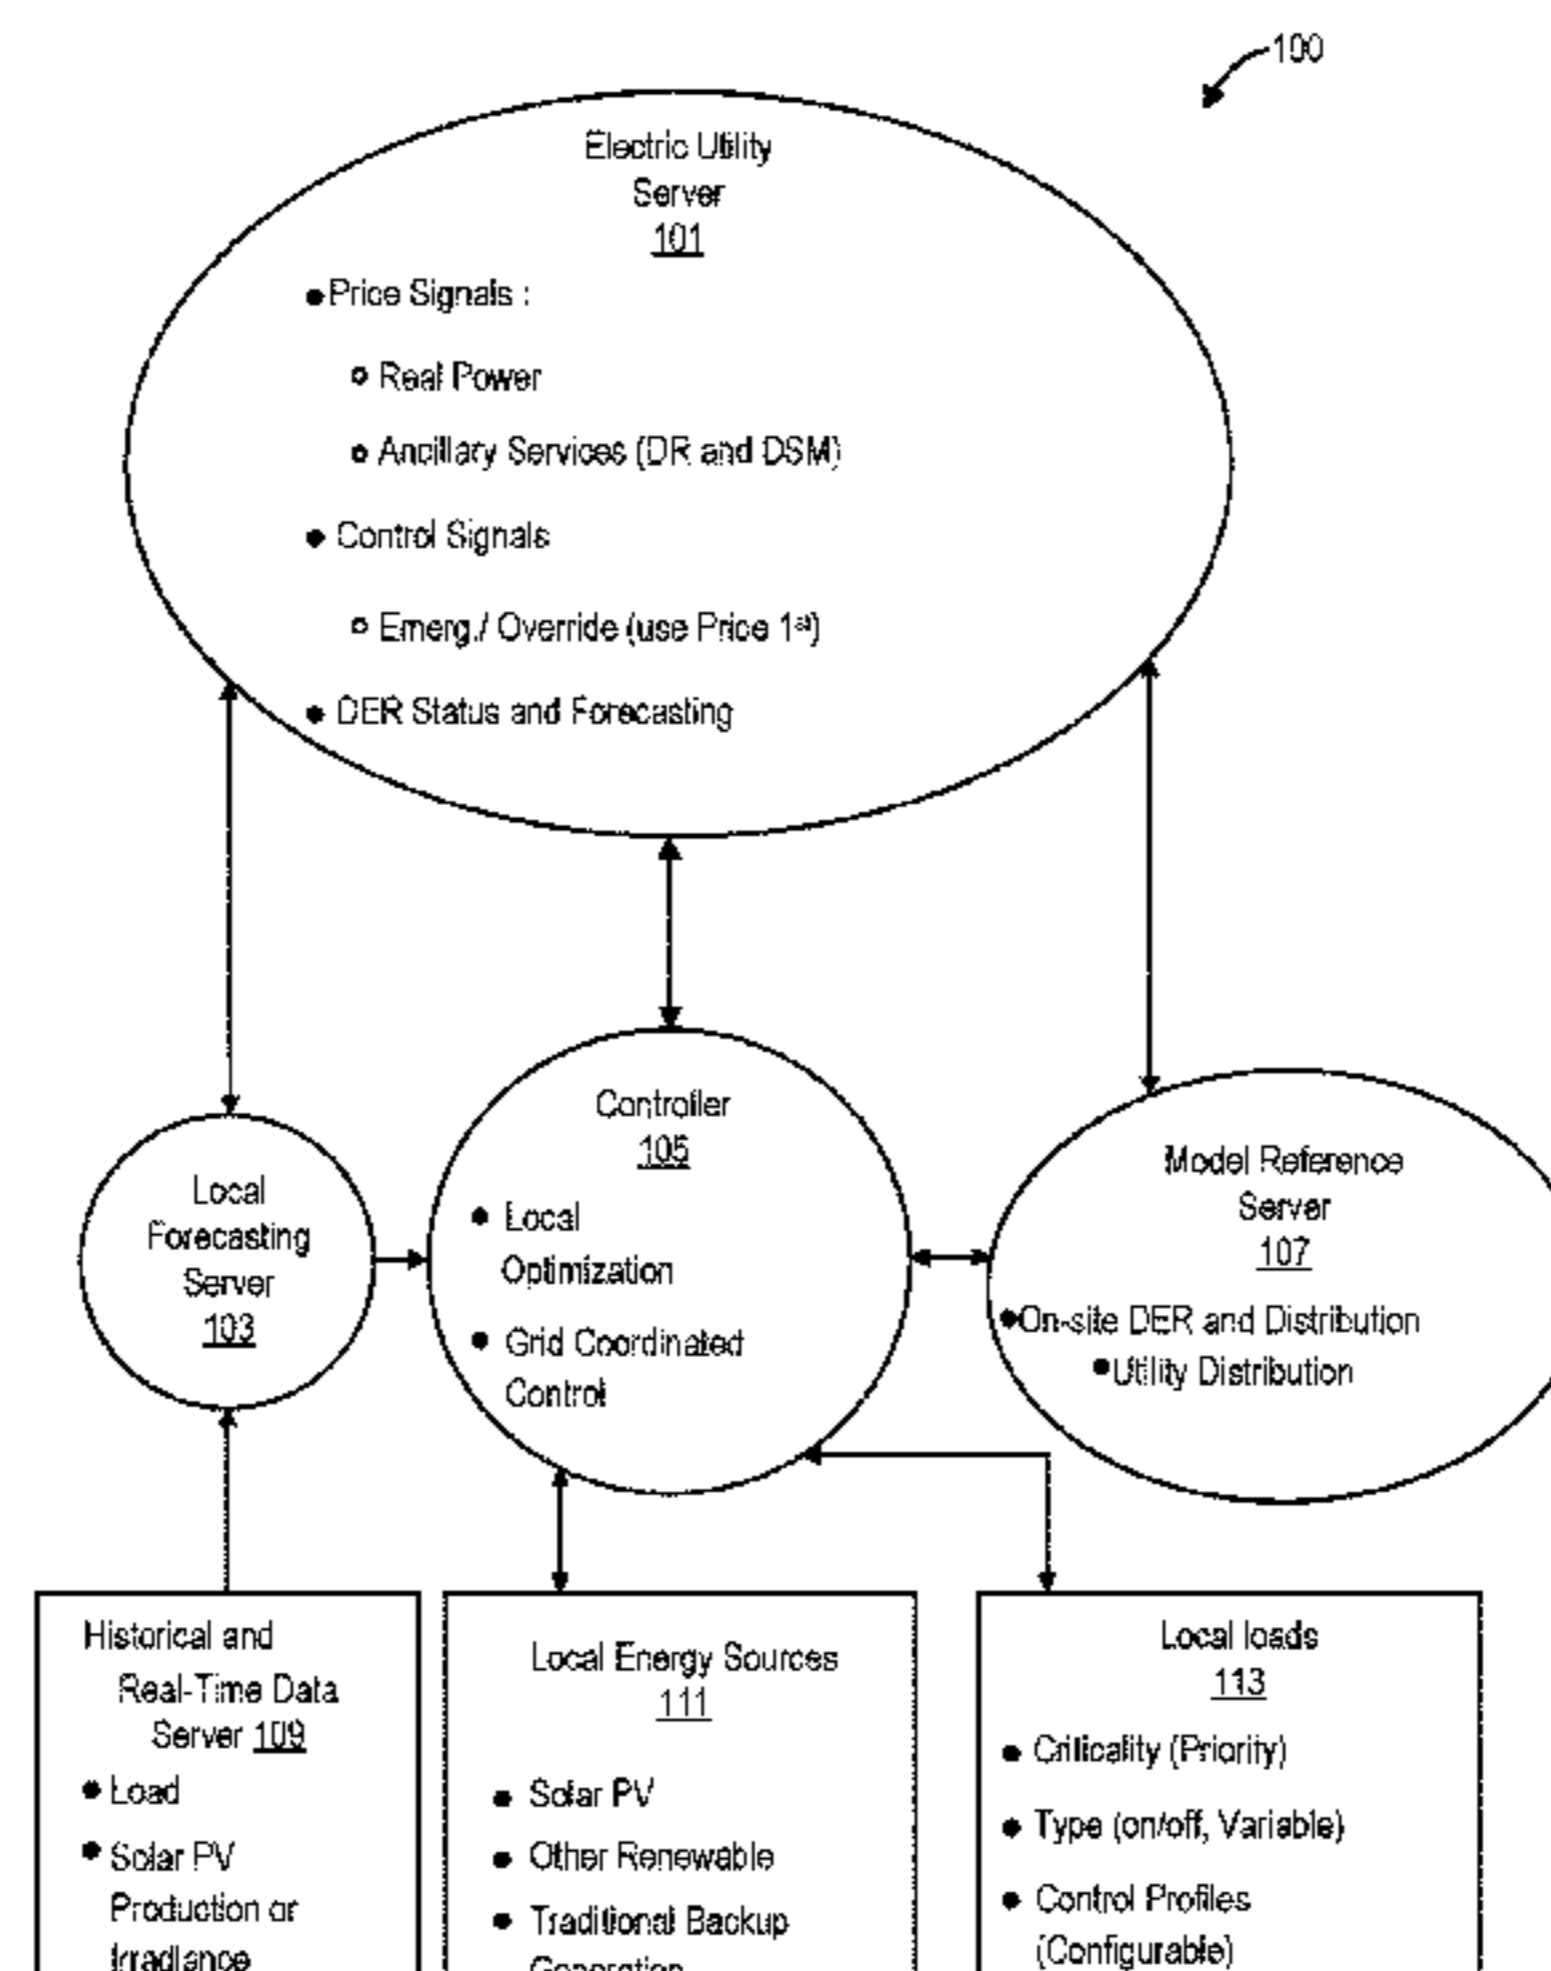 100
Electric Utility
Server
101
● Price Signals :
○ Real Power
○ Ancillary Services (DR and DSM)
● Control Signals
○ Emerg./ Override (use Price 1st)
● DER Status and Forecasting
Local
Forecasting
Server
103
Controller
105
● Local
Optimization
● Grid Coordinated
Control
Model Reference
Server
107
● On-site DER and Distribution
● Utility Distribution
Historical and
Real-Time Data
Server 109
● Load
● Solar PV
Production or
Irradiance
Local Energy Sources
111
● Solar PV
● Other Renewable
● Traditional Backup
Generation
Local loads
113
● Criticality (Priority)
● Type (on/off, Variable)
● Control Profiles
(Configurable)